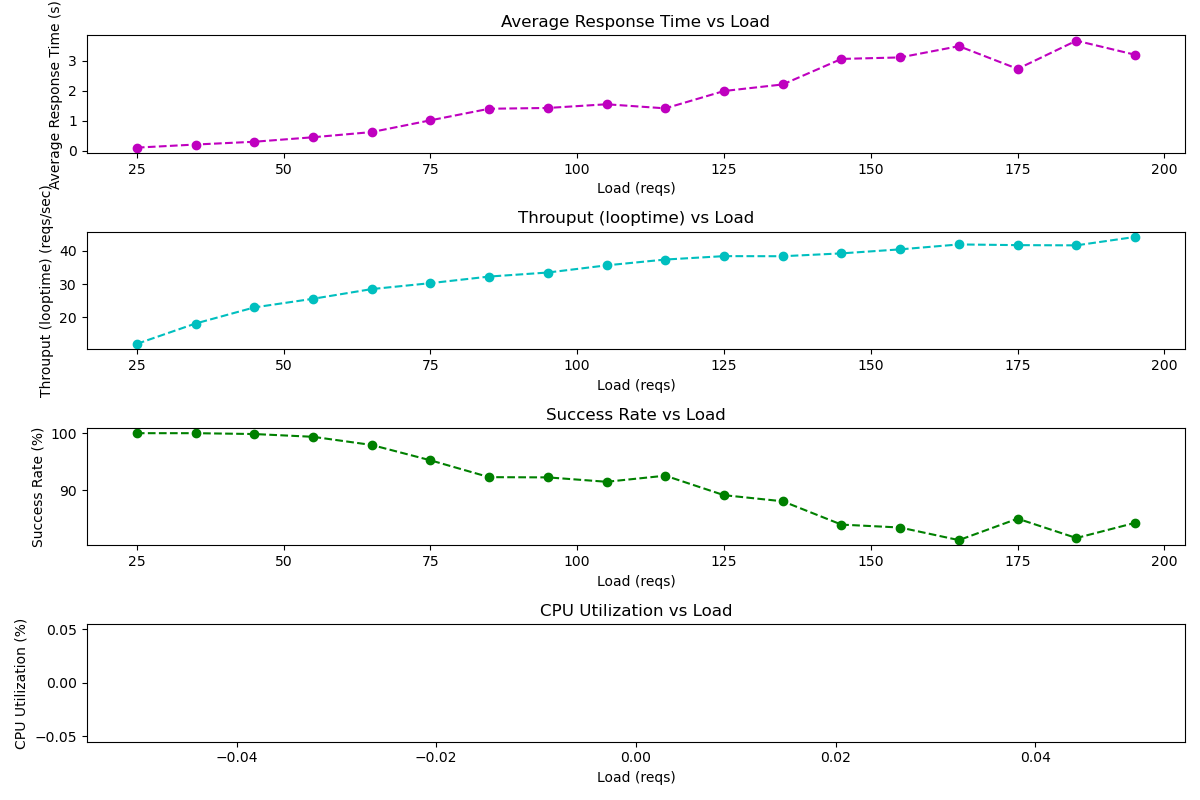 Average Response Time vs Load
Average Response Time (s)
3
2
1
0
25 50 75 100 125 150 175 200
Load (reqs)
Throuput (looptime) vs Load
Throuput (looptime) (reqs/sec)
40
30
20
25 50 75 100 125 150 175 200
Load (reqs)
Success Rate vs Load
Success Rate (%)
100
90
25 50 75 100 125 150 175 200
Load (reqs)
CPU Utilization vs Load
CPU Utilization (%)
0.05
0.00
−0.05
−0.04 −0.02 0.00 0.02 0.04
Load (reqs)